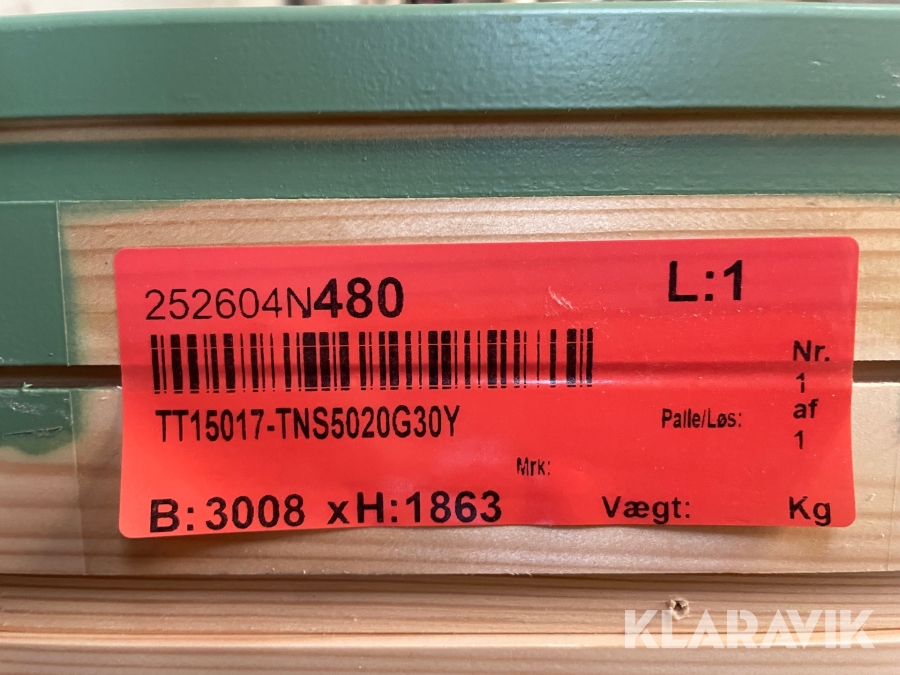 252604N480
L:1
TT15017-TNS5020G30Y
Nr.
1
af
1
Palle/Løs:
Mrk:
B:3008 xH:1863
Vægt: Kg
KLARAVIK